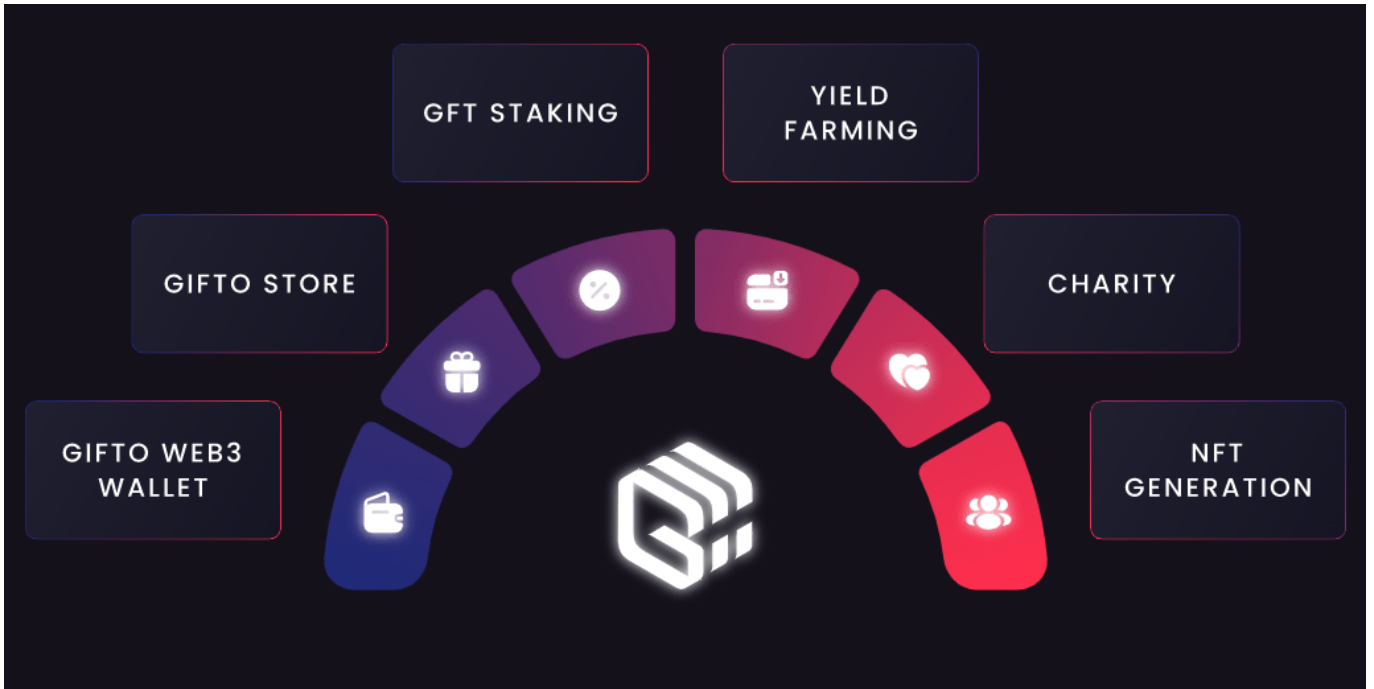 GFT STAKING
YIELD
FARMING
GIFTO STORE
CHARITY
GIFTO WEB3
WALLET
NFT
GENERATION